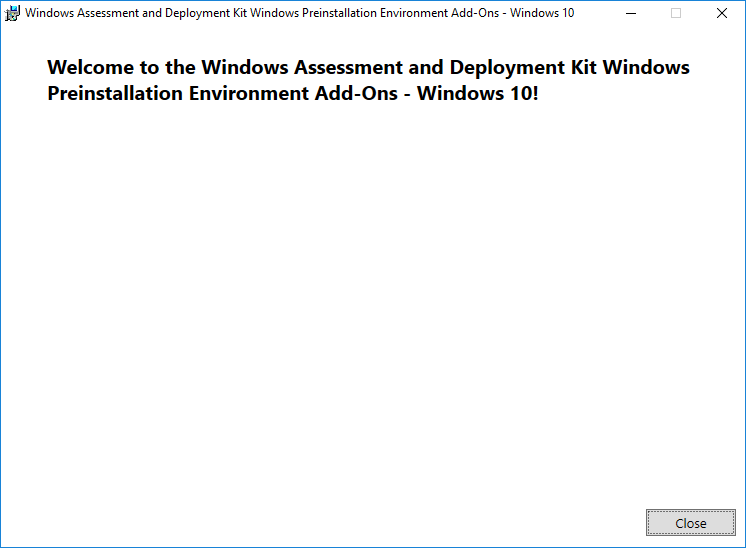 Windows Assessment and Deployment Kit Windows Preinstallation Environment Add-Ons - Windows 10
Welcome to the Windows Assessment and Deployment Kit Windows
Preinstallation Environment Add-Ons - Windows 10!
Close